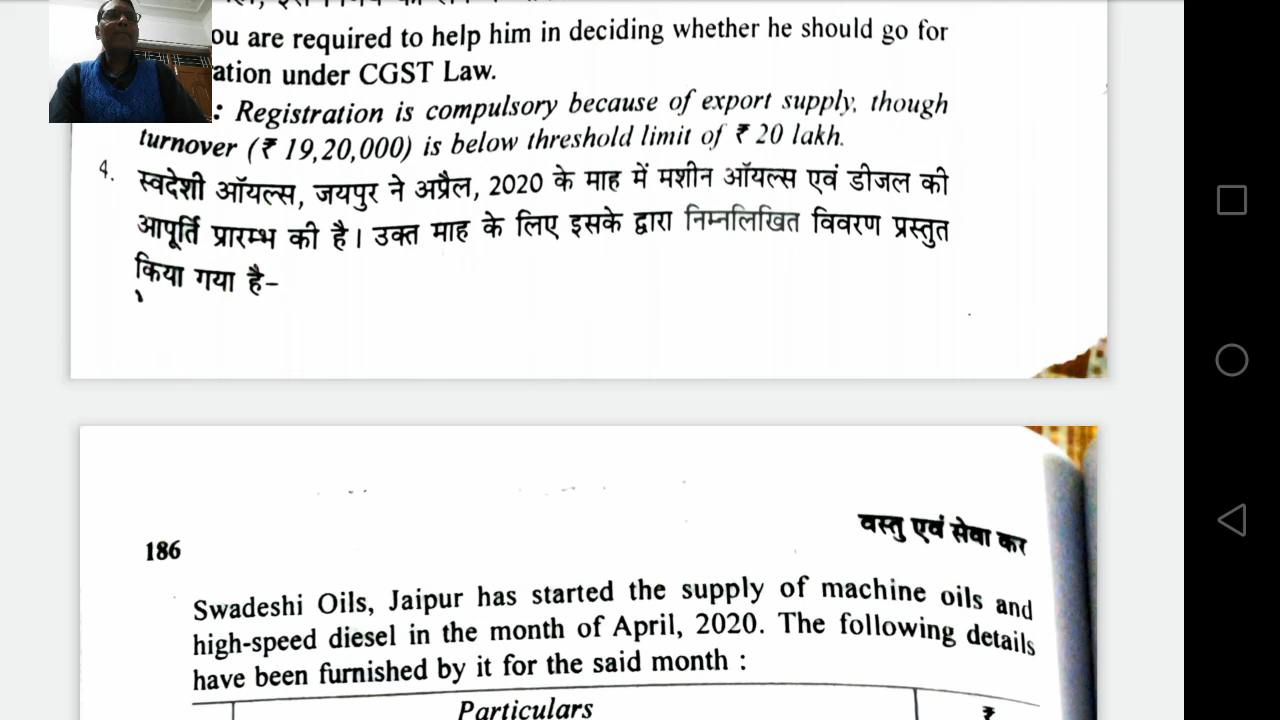 ou are required to help him in deciding whether he should go for
ation under CGST Law.
: Registration is compulsory because of export supply, though
turnover (₹ 19,20,000) is below threshold limit of ₹ 20 lakh.
4. स्वदेशी ऑयल्स, जयपुर ने अप्रैल, 2020 के माह में मशीन ऑयल्स एवं डीजल की
आपूर्ति प्रारम्भ की है। उक्त माह के लिए इसके द्वारा निम्नलिखित विवरण प्रस्तुत
किया गया है-
186
वस्तु एवं सेवा कर
Swadeshi Oils, Jaipur has started the supply of machine oils and
high-speed diesel in the month of April, 2020. The following details
have been furnished by it for the said month :
Particulars ₹